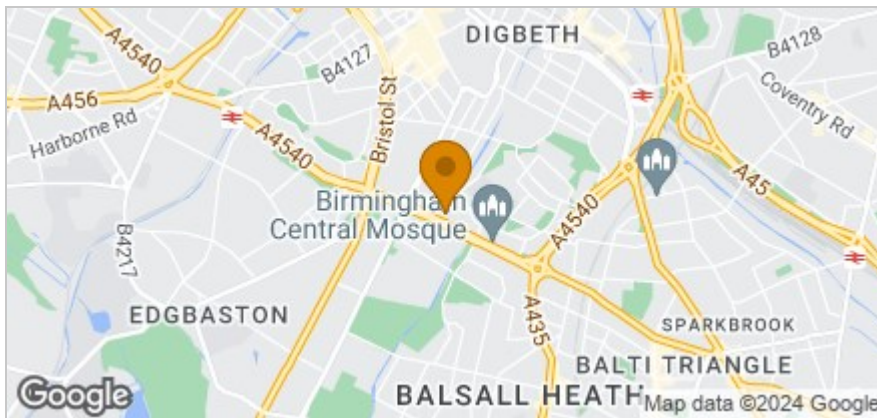 DIGBETH
A4540
B4127
B4128
A456
Harborne Rd
Bristol St
Coventry Rd
A4540
A45
Birmingham
Central Mosque
A4540
B4217
EDGBASTON
A435
SPARKBROOK
BALTI TRIANGLE
BALSALL HEATH
Google
Map data ©2024 Google